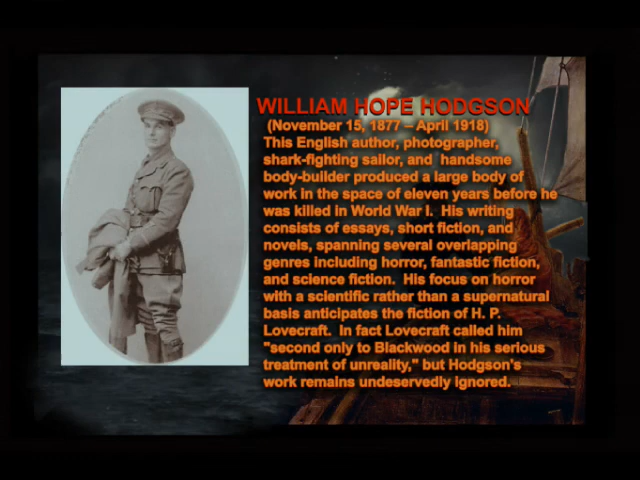 WILLIAM HOPE HODGSON
(November 15, 1877 – April 1918)
This English author, photographer,
shark-fighting sailor, and handsome
body-builder produced a large body of
work in the space of eleven years before he
was killed in World War I. His writing
consists of essays, short fiction, and
novels, spanning several overlapping
genres including horror, fantastic fiction,
and science fiction. His focus on horror
with a scientific rather than a supernatural
basis anticipates the fiction of H. P.
Lovecraft. In fact Lovecraft called him
"second only to Blackwood in his serious
treatment of unreality," but Hodgson's
work remains undeservedly ignored.